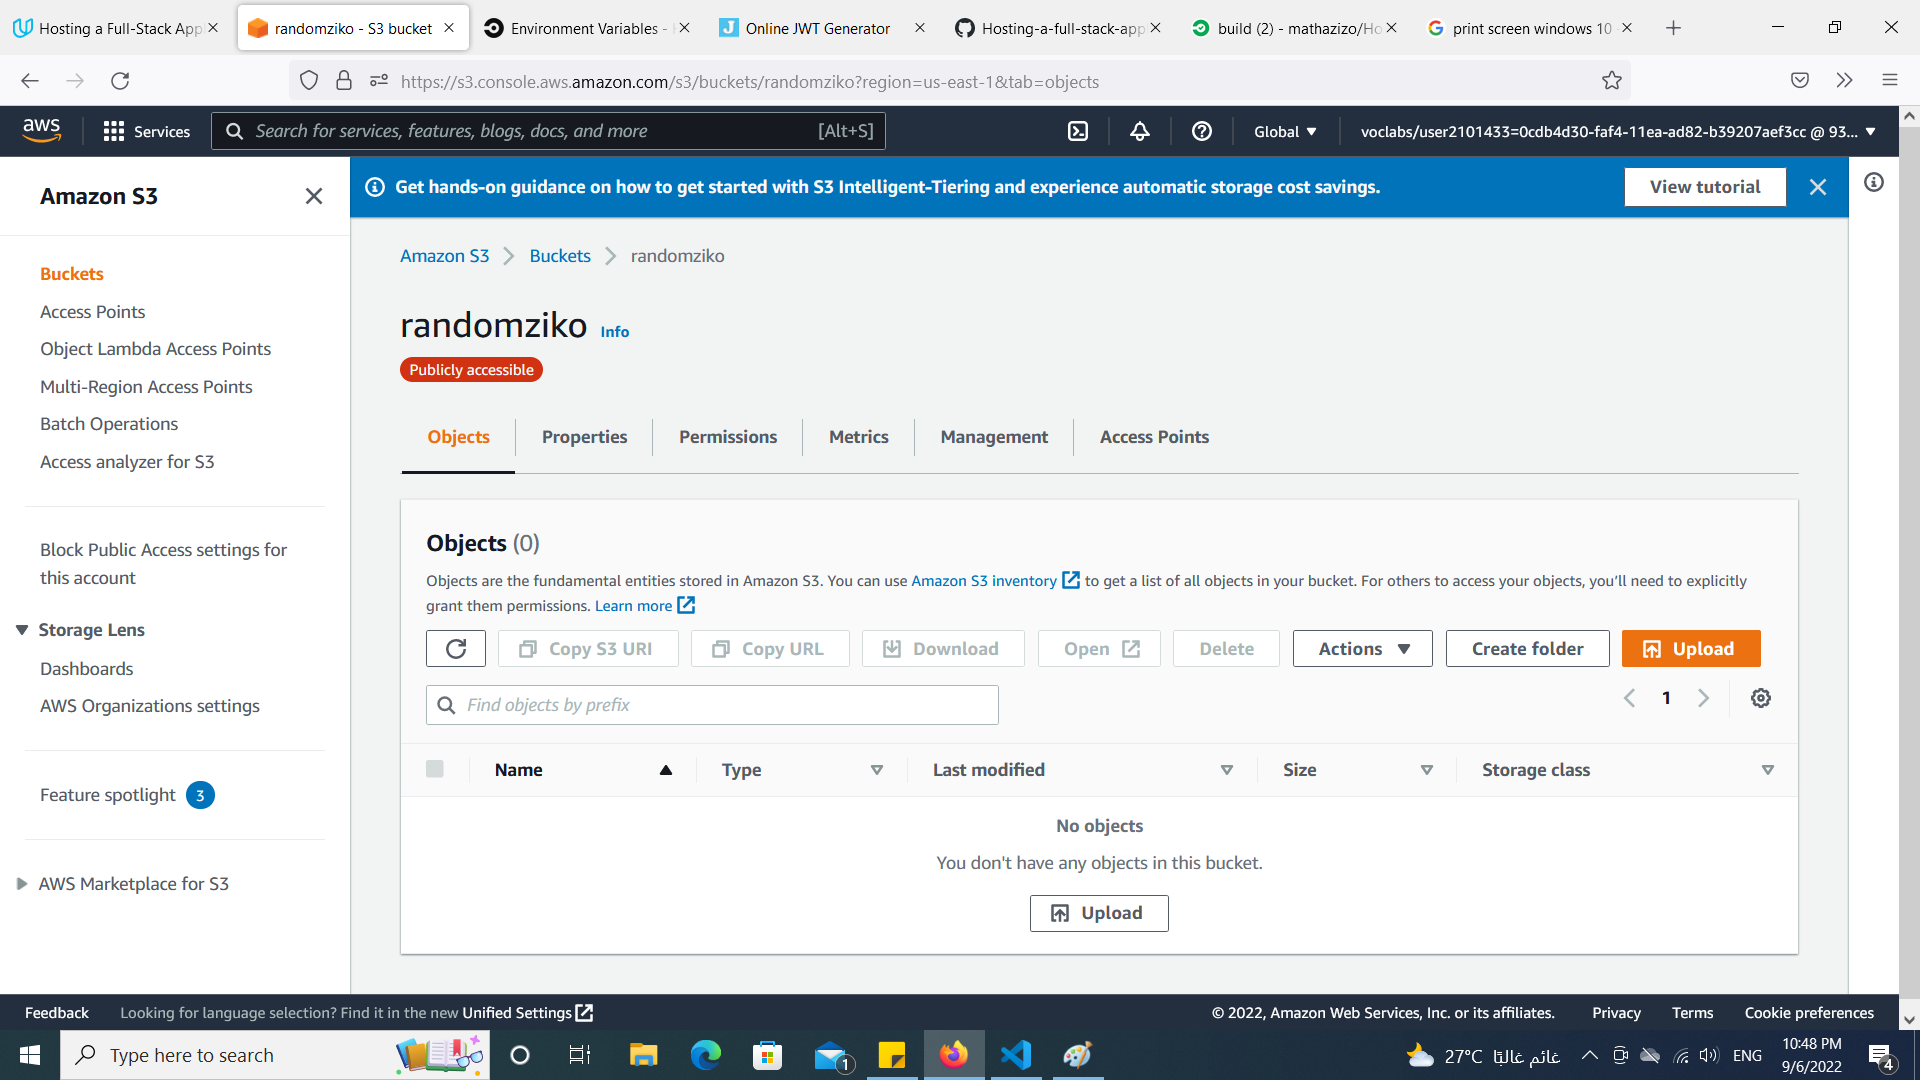 Hosting a Full-Stack App
randomziko - S3 bucket
Environment Variables -
Online JWT Generator
Hosting-a-full-stack-app
build (2) - mathazizo/Ho
print screen windows 10 -
https://s3.console.aws.amazon.com/s3/buckets/randomziko?region=us-east-1&tab=objects
aws
Services
Search for services, features, blogs, docs, and more
[Alt+S]
Global
voclabs/user2101433=0cdb4d30-faf4-11ea-ad82-b39207aef3cc @ 93...
Amazon S3
Buckets
Access Points
Object Lambda Access Points
Multi-Region Access Points
Batch Operations
Access analyzer for S3
Block Public Access settings for
this account
Storage Lens
Dashboards
AWS Organizations settings
Feature spotlight 3
AWS Marketplace for S3
Get hands-on guidance on how to get started with S3 Intelligent-Tiering and experience automatic storage cost savings.
View tutorial
Amazon S3
Buckets
randomziko
randomziko Info
Publicly accessible
Objects
Properties
Permissions
Metrics
Management
Access Points
Objects (0)
Objects are the fundamental entities stored in Amazon S3. You can use Amazon S3 inventory to get a list of all objects in your bucket. For others to access your objects, you’ll need to explicitly
grant them permissions. Learn more
Copy S3 URI
Copy URL
Download
Open
Delete
Actions
Create folder
Upload
Find objects by prefix
1
Name
Type
Last modified
Size
Storage class
No objects
You don't have any objects in this bucket.
Upload
Feedback
Looking for language selection? Find it in the new Unified Settings
© 2022, Amazon Web Services, Inc. or its affiliates.
Privacy
Terms
Cookie preferences
Type here to search
1
27°C غائم غالبًا
ENG
10:48 PM
9/6/2022
4